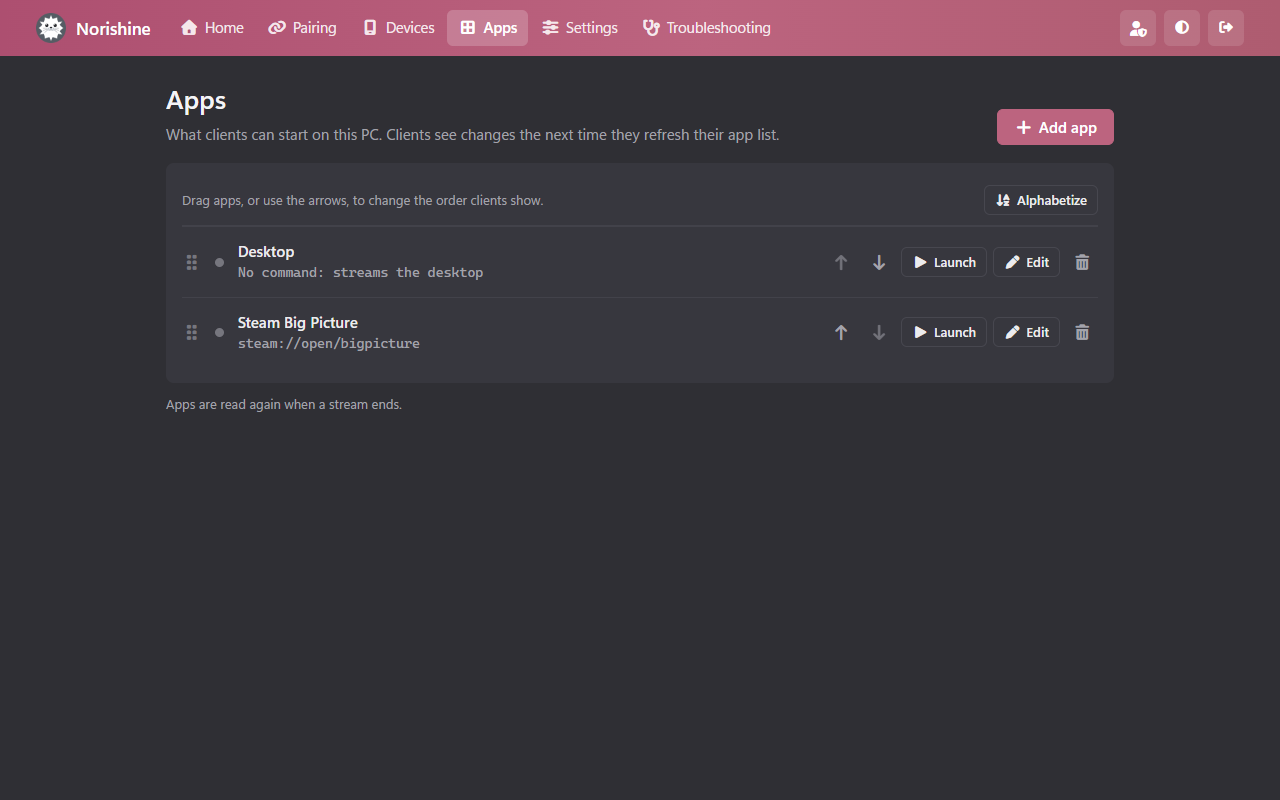 Norishine
Home
Pairing
Devices
Apps
Settings
Troubleshooting
Apps
What clients can start on this PC. Clients see changes the next time they refresh their app list.
Add app
Drag apps, or use the arrows, to change the order clients show.
Alphabetize
Desktop
No command: streams the desktop
Launch
Edit
Steam Big Picture
steam://open/bigpicture
Launch
Edit
Apps are read again when a stream ends.